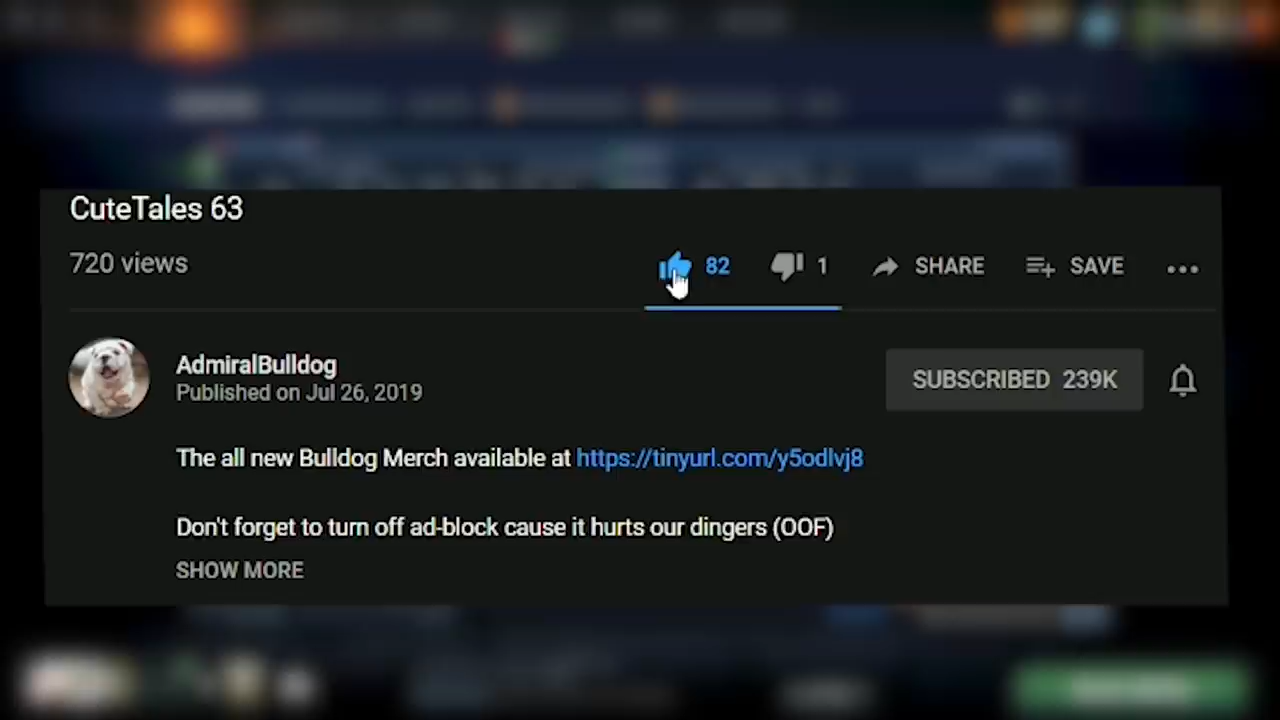 CuteTales 63
720 views
82 1 SHARE SAVE
AdmiralBulldog
Published on Jul 26, 2019
SUBSCRIBED 239K
The all new Bulldog Merch available at https://tinyurl.com/y5odlvj8
Don't forget to turn off ad-block cause it hurts our dingers (OOF)
SHOW MORE